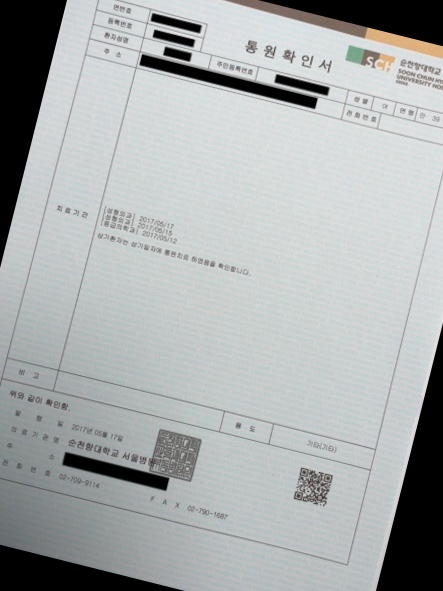 연번호
통원확인서
순천향대학교
SOON CHUN HY
UNIVERSITY HOS
SCH
등록번호
환자성명
주민등록번호
성별 여 연령 만 39
주소
전화번호
치료기간
[성형외과] 2017/05/17
[성형외과] 2017/05/15
[응급의학과] 2017/05/12
상기환자는 상기일자에 통원치료 하였음을 확인합니다.
비고
위와 같이 확인함.
용도 기타(기타)
발행일 2017년 05월 17일
의료기관명 순천향대학교 서울병원
주소
전화번호 02-709-9114
FAX 02-790-1687